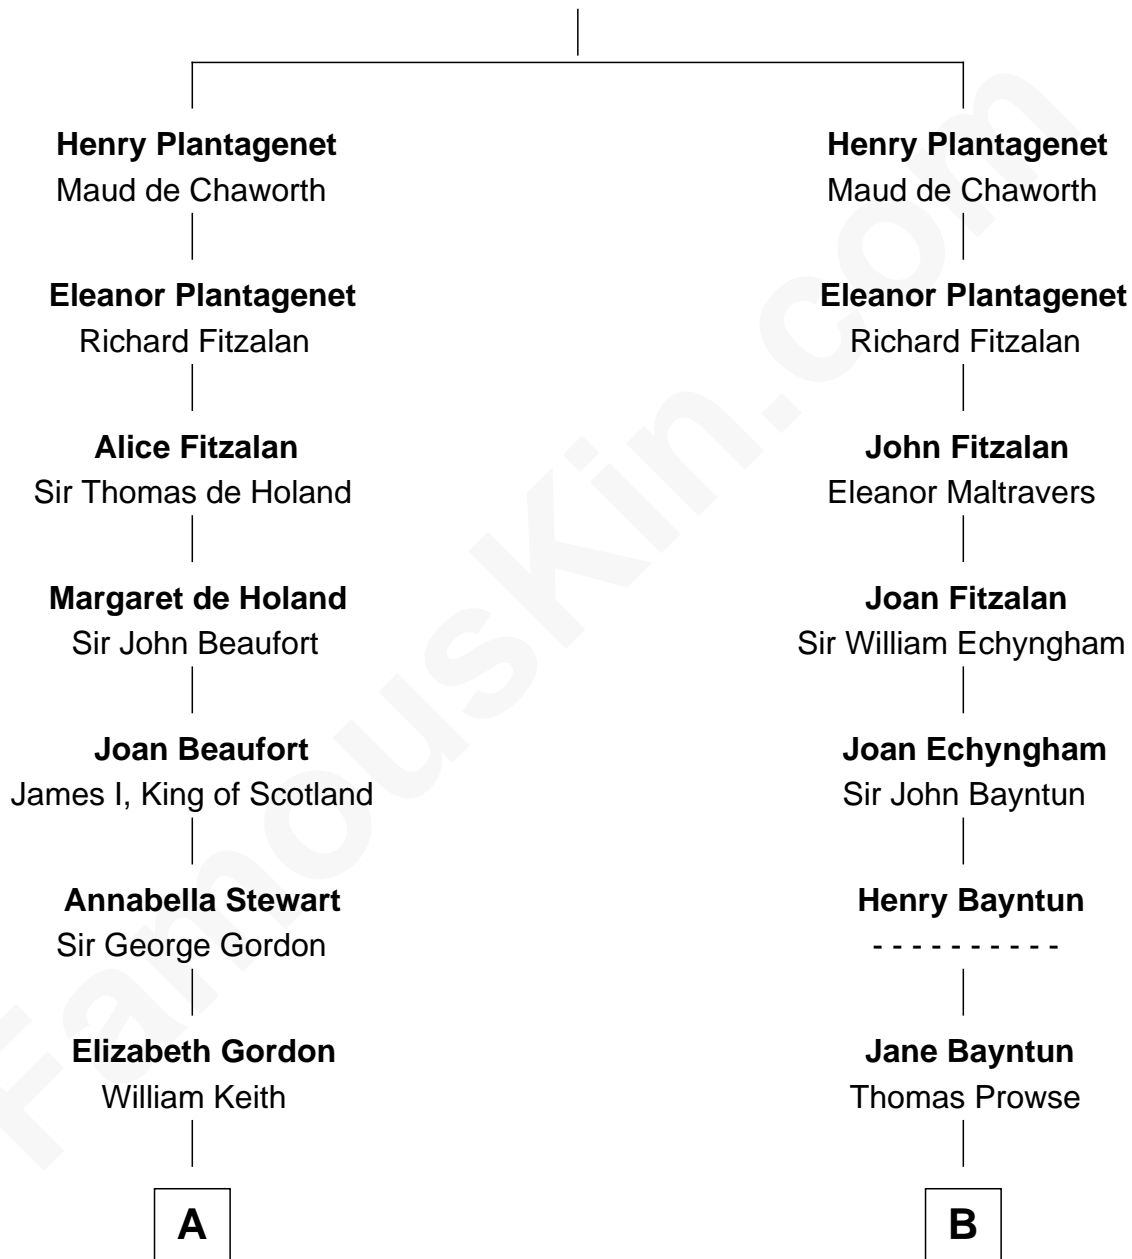 Henry Plantagenet
Maud de Chaworth
Eleanor Plantagenet
Richard Fitzalan
Alice Fitzalan
Sir Thomas de Holand
Margaret de Holand
Sir John Beaufort
Joan Beaufort
James I, King of Scotland
Annabella Stewart
Sir George Gordon
Elizabeth Gordon
William Keith
A
Henry Plantagenet
Maud de Chaworth
Eleanor Plantagenet
Richard Fitzalan
John Fitzalan
Eleanor Maltravers
Joan Fitzalan
Sir William Echyngham
Joan Echyngham
Sir John Bayntun
Henry Bayntun
- - - - - - - - - -
Jane Bayntun
Thomas Prowse
B
FamousKin.com